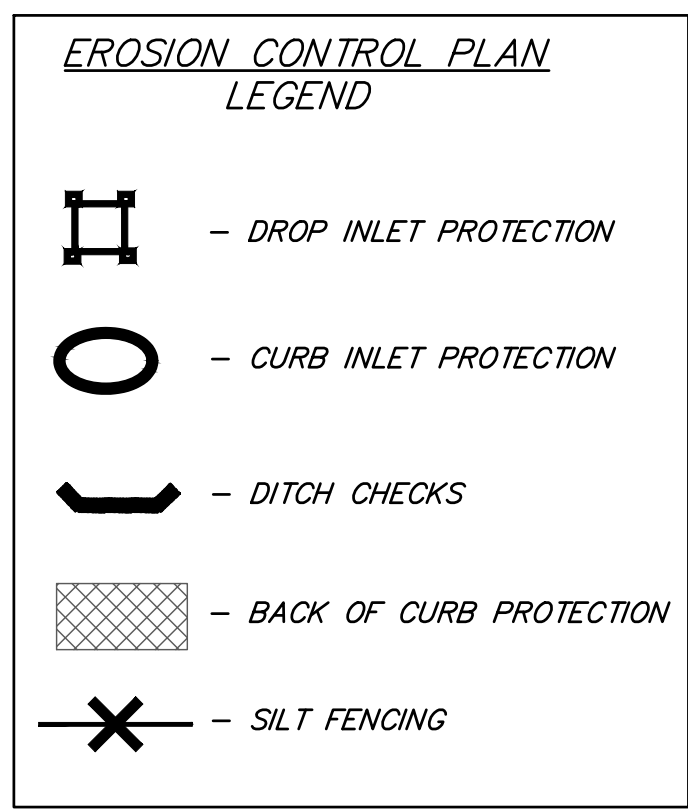 EROSION CONTROL PLAN
LEGEND
- DROP INLET PROTECTION
- CURB INLET PROTECTION
- DITCH CHECKS
- BACK OF CURB PROTECTION
- SILT FENCING